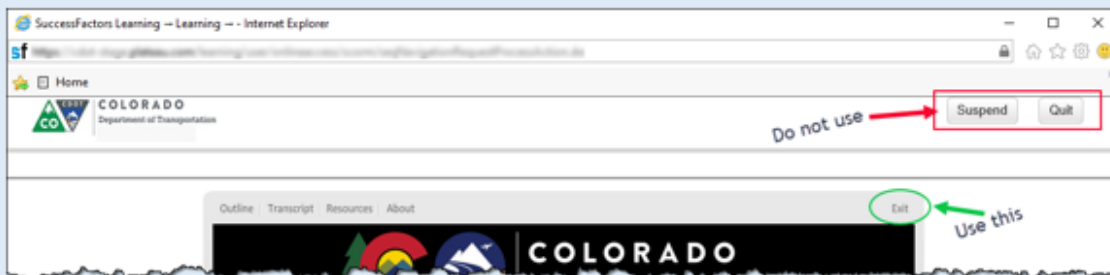 SuccessFactors Learning -- Learning -- - Internet Explorer
Home
CDOT
CO
COLORADO
Department of Transportation
Do not use
Suspend
Quit
Outline
Transcript
Resources
About
Exit
Use this
COLORADO